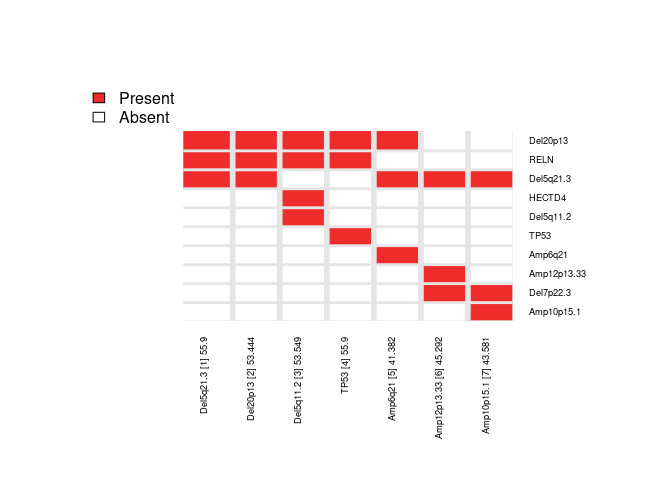 Present
Absent
Del20p13
RELN
Del5q21.3
HECTD4
Del5q11.2
TP53
Amp6q21
Amp12p13.33
Del7p22.3
Amp10p15.1
Del5q21.3 [1] 55.9
Del20p13 [2] 53.444
Del5q11.2 [3] 53.549
TP53 [4] 55.9
Amp6q21 [5] 41.382
Amp12p13.33 [6] 45.292
Amp10p15.1 [7] 43.581